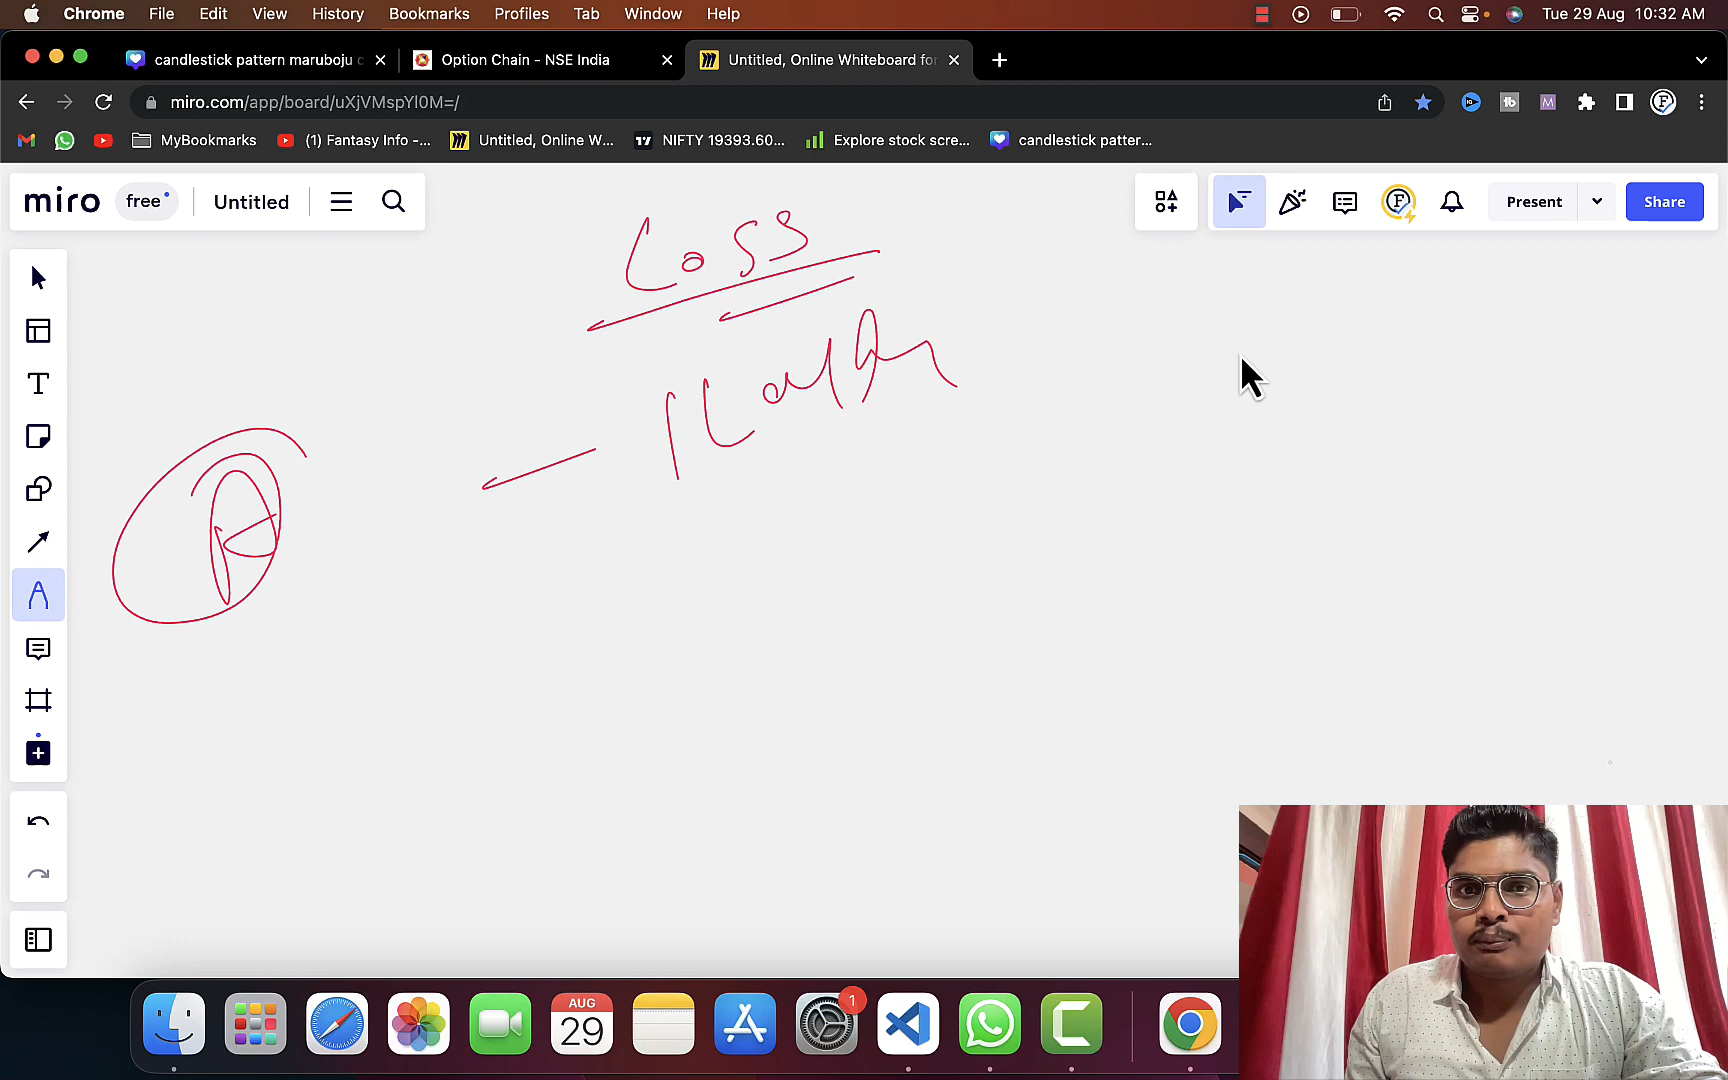 Chrome File Edit View History Bookmarks Profiles Tab Window Help Tue 29 Aug 10:32 AM
candlestick pattern maruboju c Option Chain - NSE India Untitled, Online Whiteboard for
miro.com/app/board/uXjVMspYl0M=/
MyBookmarks (1) Fantasy Info -... Untitled, Online W... NIFTY 19393.60... Explore stock scre... candlestick patter...
miro free Untitled Present Share
Loss
A
AUG
29
1